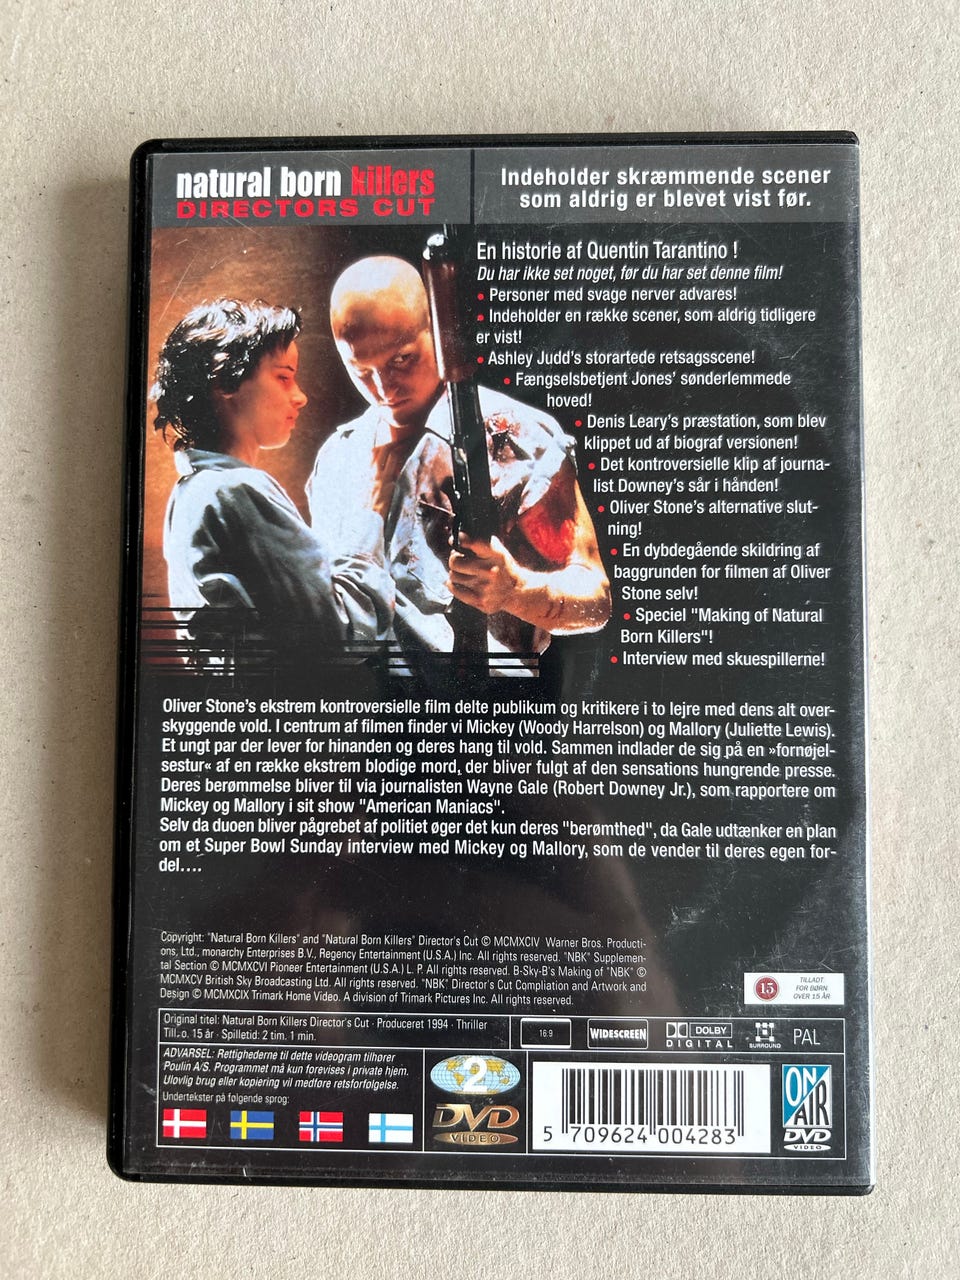 natural born killers
DIRECTORS CUT
Indeholder skræmmende scener
som aldrig er blevet vist før.
En historie af Quentin Tarantino !
Du har ikke set noget, før du har set denne film!
• Personer med svage nerver advares!
• Indeholder en række scener, som aldrig tidligere
er vist!
• Ashley Judd's storartede retsagsscene!
• Fængselsbetjent Jones' sønderlemmede
hoved!
• Denis Leary's præstation, som blev
klippet ud af biograf versionen!
• Det kontroversielle klip af journa-
list Downey's sår i hånden!
• Oliver Stone's alternative slut-
ning!
• En dybdegående skildring af
baggrunden for filmen af Oliver
Stone selv!
• Speciel "Making of Natural
Born Killers"!
• Interview med skuespillerne!
Oliver Stone's ekstrem kontroversielle film delte publikum og kritikere i to lejre med dens alt over-
skyggende vold. I centrum af filmen finder vi Mickey (Woody Harrelson) og Mallory (Juliette Lewis).
Et ungt par der lever for hinanden og deres hang til vold. Sammen indlader de sig på en »fornøjel-
sestur« af en række ekstrem blodige mord, der bliver fulgt af den sensations hungrende presse.
Deres berømmelse bliver til via journalisten Wayne Gale (Robert Downey Jr.), som rapportere om
Mickey og Mallory i sit show "American Maniacs".
Selv da duoen bliver pågrebet af politiet øger det kun deres "berømthed", da Gale udtænker en plan
om et Super Bowl Sunday interview med Mickey og Mallory, som de vender til deres egen for-
del....
Copyright: "Natural Born Killers" and "Natural Born Killers" Director's Cut © MCMXCIV Warner Bros. Producti-
ons, Ltd., monarchy Enterprises B.V., Regency Entertainment (U.S.A.) Inc. All rights reserved. "NBK" Supplemen-
tal Section © MCMXCVI Pioneer Entertainment (U.S.A.) L. P. All rights reserved. B-Sky-B's Making of "NBK" ©
MCMXCV British Sky Broadcasting Ltd. All rights reserved. "NBK" Director's Cut Compliation and Artwork and
Design © MCMXCIX Trimark Home Video. A division of Trimark Pictures Inc. All rights reserved.
15
TILLADT
FOR BØRN
OVER 15 ÅR
Original titel: Natural Born Killers Director's Cut · Produceret 1994 · Thriller
Till. o. 15 år · Spilletid: 2 tim. 1 min.
16:9
WIDESCREEN
DOLBY
DIGITAL
SURROUND
PAL
ADVARSEL: Rettighederne til dette videogram tilhører
Poulin A/S. Programmet må kun forevises i private hjem.
Ulovlig brug eller kopiering vil medføre retsforfølgelse.
Undertekster på følgende sprog:
2
DVD
VIDEO
5 709624 004283
ON
AIR
DVD
VIDEO